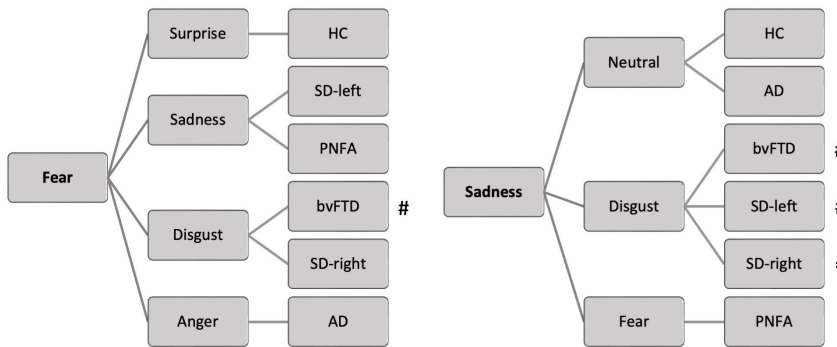 Fear
Surprise
HC
Sadness
SD-left
PNFA
Disgust
bvFTD
#
SD-right
Anger
AD
Sadness
Neutral
HC
AD
Disgust
bvFTD
SD-left
SD-right
Fear
PNFA